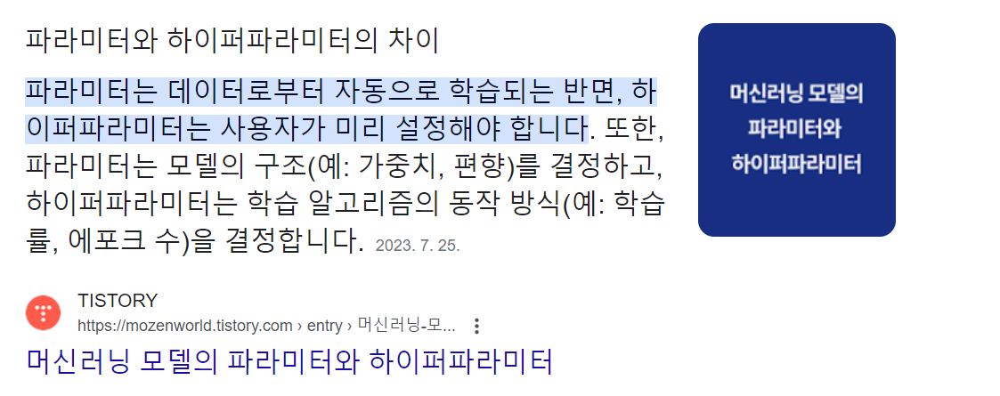 파라미터와 하이퍼파라미터의 차이
파라미터는 데이터로부터 자동으로 학습되는 반면, 하
이퍼파라미터는 사용자가 미리 설정해야 합니다. 또한,
파라미터는 모델의 구조(예: 가중치, 편향)를 결정하고,
하이퍼파라미터는 학습 알고리즘의 동작 방식(예: 학습
률, 에포크 수)을 결정합니다. 2023. 7. 25.
머신러닝 모델의
파라미터와
하이퍼파라미터
TISTORY
https://mozenworld.tistory.com › entry › 머신러닝-모...
머신러닝 모델의 파라미터와 하이퍼파라미터